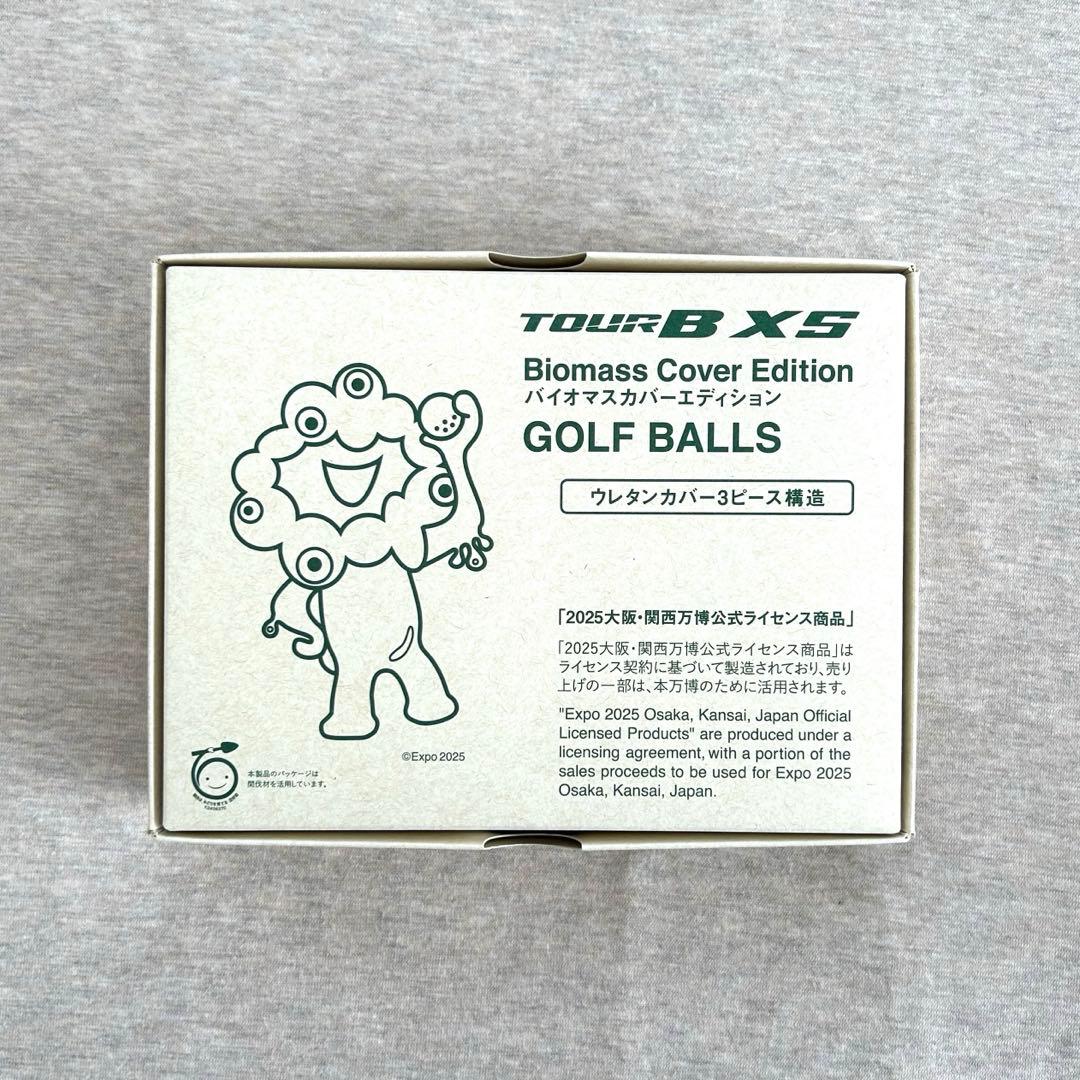 TOUR B XS
Biomass Cover Edition
バイオマスカバーエディション
GOLF BALLS
ウレタンカバー3ピース構造
「2025大阪・関西万博公式ライセンス商品」
「2025大阪・関西万博公式ライセンス商品」は
ライセンス契約に基づいて製造されており、売り
上げの一部は、本万博のために活用されます。
"Expo 2025 Osaka, Kansai, Japan Official
Licensed Products" are produced under a
licensing agreement, with a portion of the
sales proceeds to be used for Expo 2025
Osaka, Kansai, Japan.
©Expo 2025
本製品のパッケージは
間伐材を活用しています。